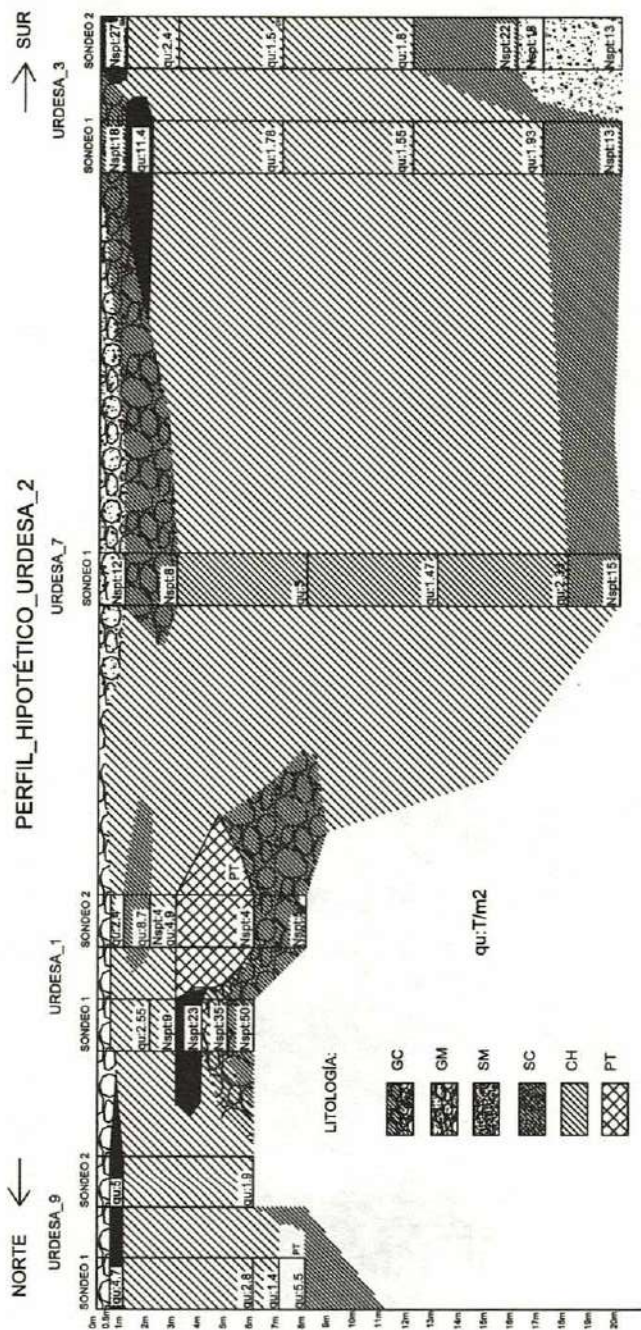 PERFIL_HIPOTÉTICO_URDESA_2
NORTE
SUR
URDESA_9
URDESA_1
URDESA_7
URDESA_3
SONDEO 1
SONDEO 2
SONDEO 1
SONDEO 2
SONDEO 1
SONDEO 1
SONDEO 2
0m
0.5m
1m
2m
3m
4m
5m
6m
7m
8m
9m
10m
11m
12m
13m
14m
15m
16m
17m
18m
19m
20m
qu:4.7
qu:2.8
qu:1.4
PT
qu:5.5
qu:5
qu:1.9
qu:2.55
Nspt:9
Nspt:23
Nspt:35
Nspt:50
qu:2.4
qu:8.7
Nspt:4
qu:4.9
Nspt:4
PT
Nspt:12
Nspt:8
qu:3
qu:1.47
Nspt:15
Nspt:18
qu:11.4
qu:1.78
qu:1.55
qu:1.93
Nspt:13
Nspt:27
qu:2.4
qu:1.5
qu:1.8
Nspt:22
Nspt:18
Nspt:13
qu:T/m2
LITOLOGÍA:
GC
GM
SM
SC
CH
PT